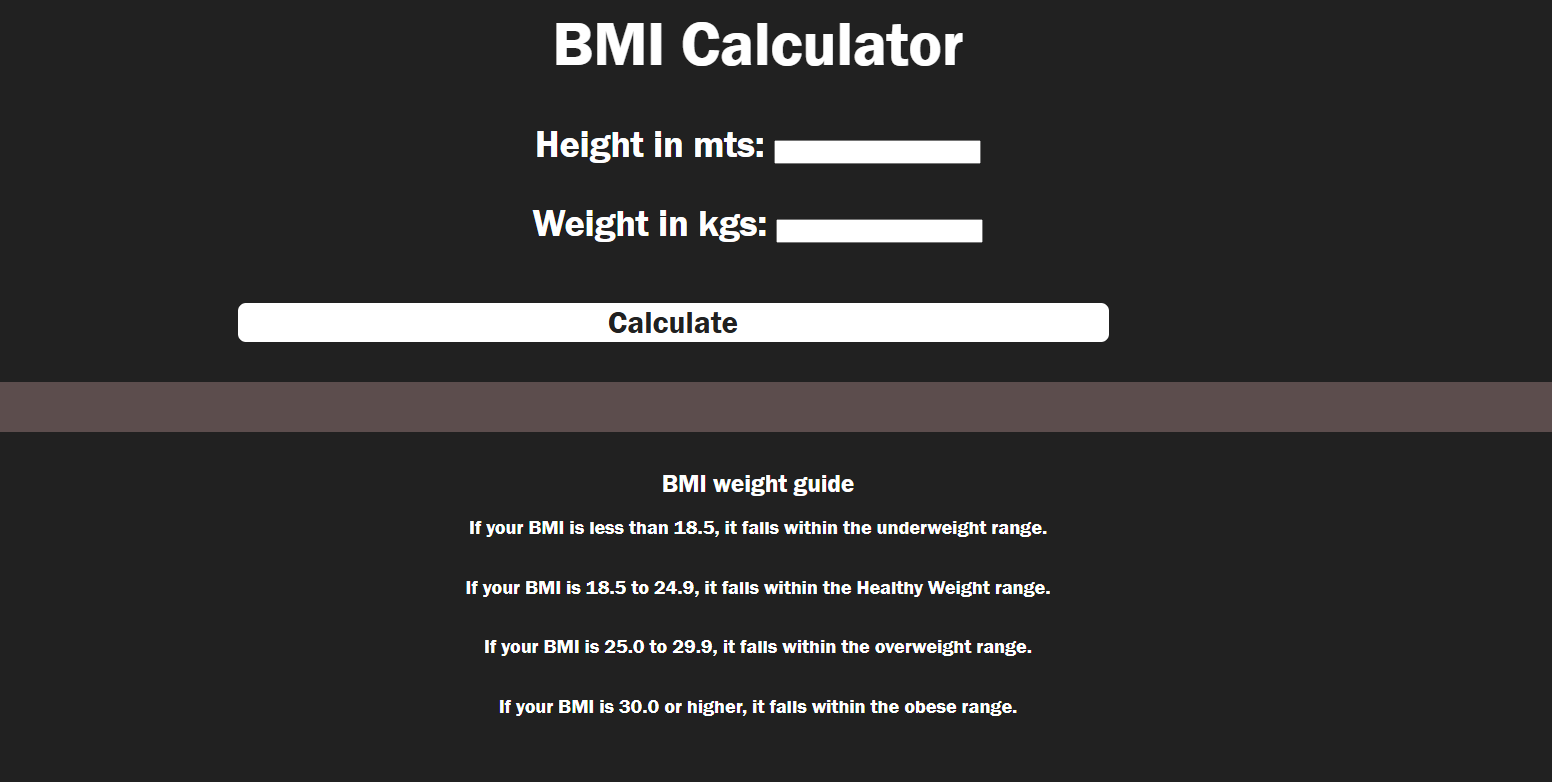 BMI Calculator
Height in mts:
Weight in kgs:
Calculate
BMI weight guide
If your BMI is less than 18.5, it falls within the underweight range.
If your BMI is 18.5 to 24.9, it falls within the Healthy Weight range.
If your BMI is 25.0 to 29.9, it falls within the overweight range.
If your BMI is 30.0 or higher, it falls within the obese range.